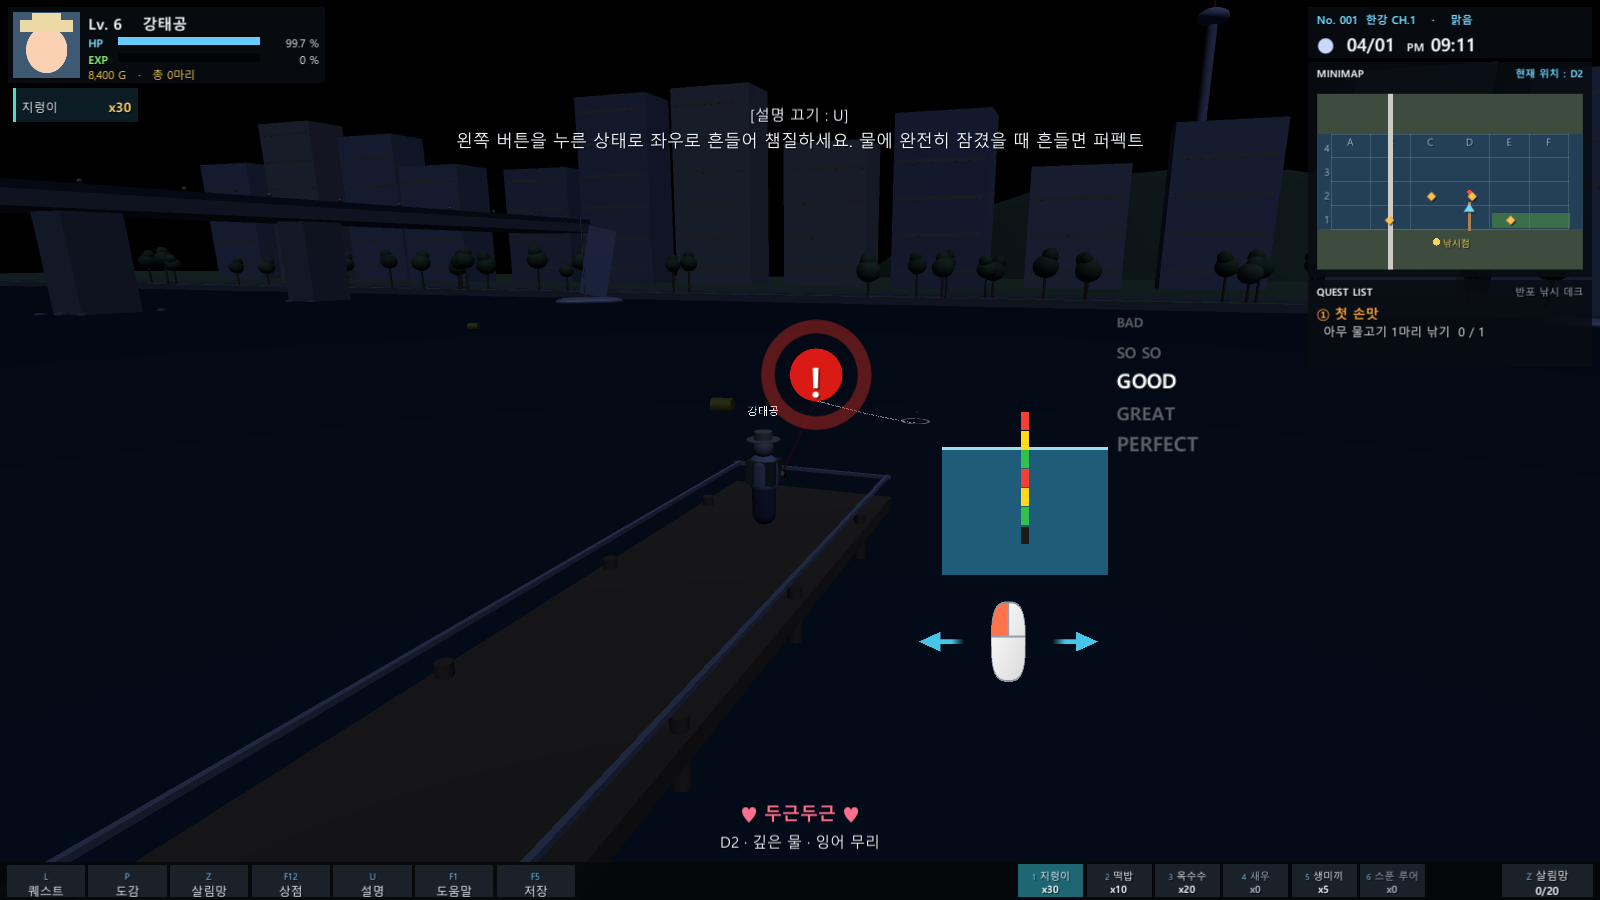 Lv. 6 강태공
HP 99.7 %
EXP 0 %
8,400 G · 총 0마리
지렁이 x30
[설명 끄기 : U]
왼쪽 버튼을 누른 상태로 좌우로 흔들어 챔질하세요. 물에 완전히 잠겼을 때 흔들면 퍼펙트
No. 001 한강 CH.1 · 맑음
04/01 PM 09:11
MINIMAP 현재 위치 : D2
A C D E F
4
3
2
1
낚시점
QUEST LIST 반포 낚시 데크
① 첫 손맛
아무 물고기 1마리 낚기 0 / 1
BAD
SO SO
GOOD
GREAT
PERFECT
!
강태공
♥ 두근두근 ♥
D2 · 깊은 물 · 잉어 무리
L 퀘스트
P 도감
Z 살림망
F12 상점
U 설명
F1 도움말
F5 저장
1 지렁이 x30
2 떡밥 x10
3 옥수수 x20
4 새우 x0
5 생미끼 x5
6 스푼 루어 x0
Z 살림망 0/20